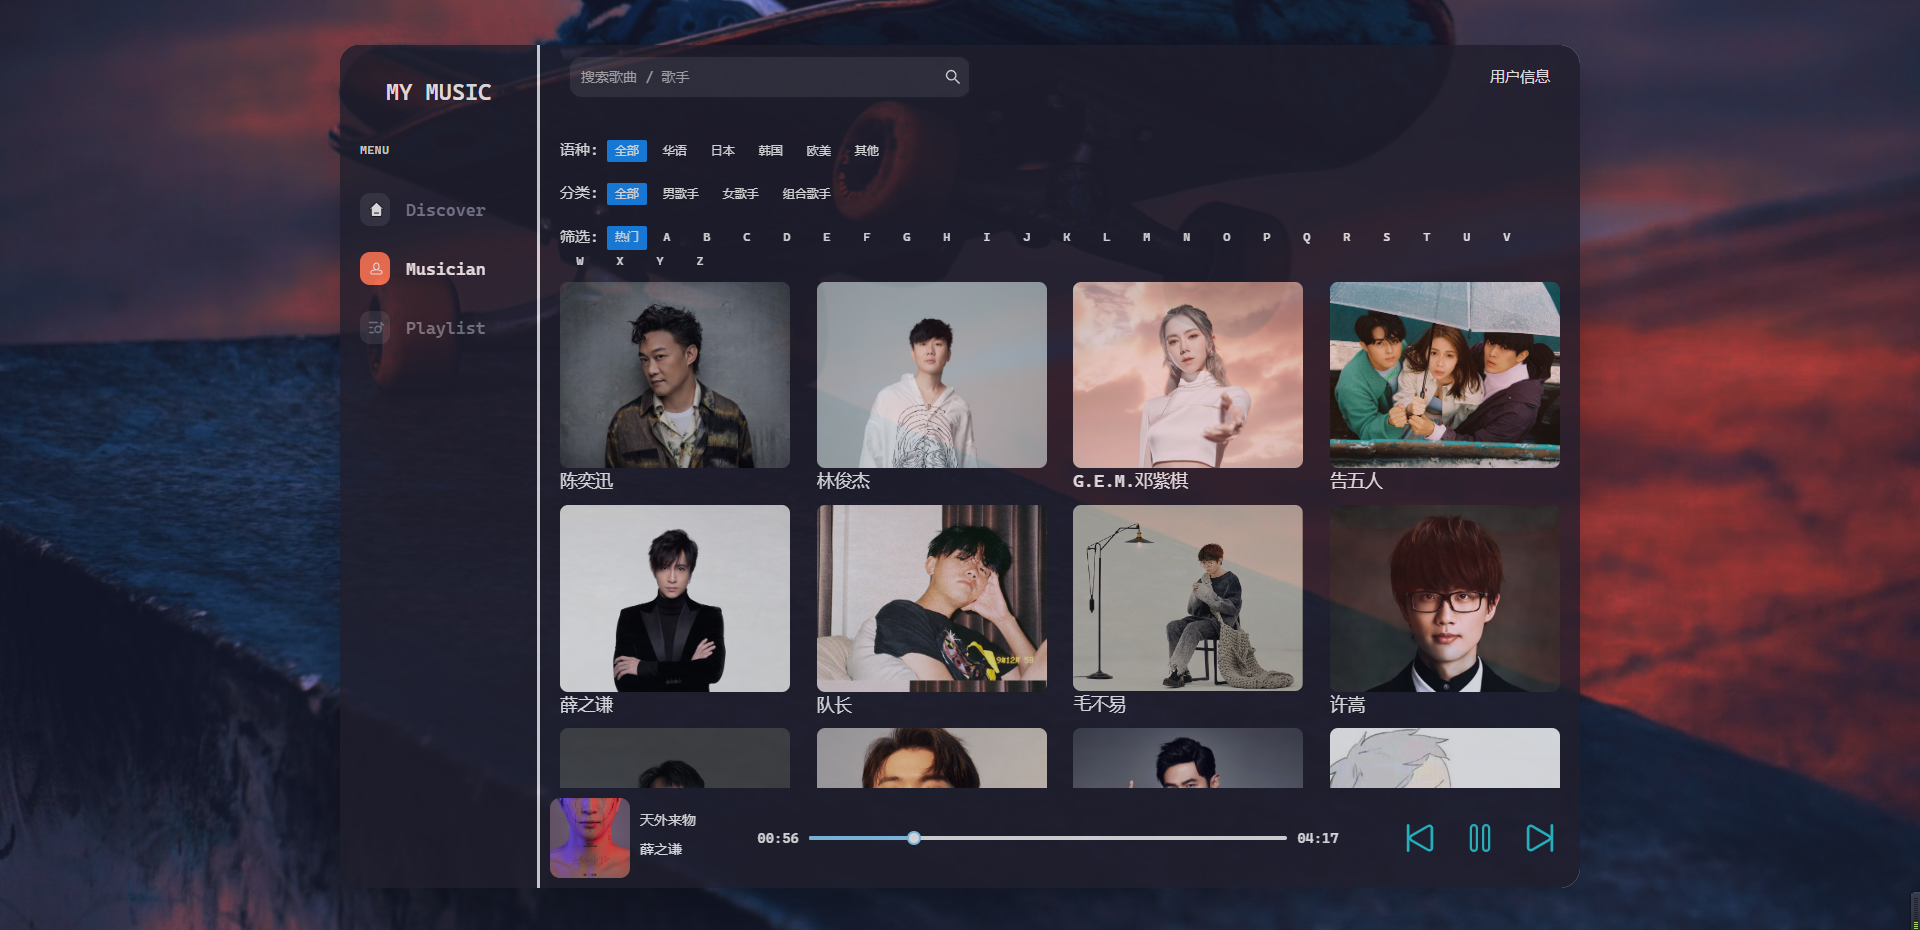 MY MUSIC
MENU
Discover
Musician
Playlist
搜索歌曲 / 歌手
用户信息
语种: 全部 华语 日本 韩国 欧美 其他
分类: 全部 男歌手 女歌手 组合歌手
筛选: 热门 A B C D E F G H I J K L M N O P Q R S T U V
W X Y Z
陈奕迅 林俊杰 G.E.M.邓紫棋 告五人
薛之谦 队长 毛不易 许嵩
天外来物
薛之谦
00:56 04:17